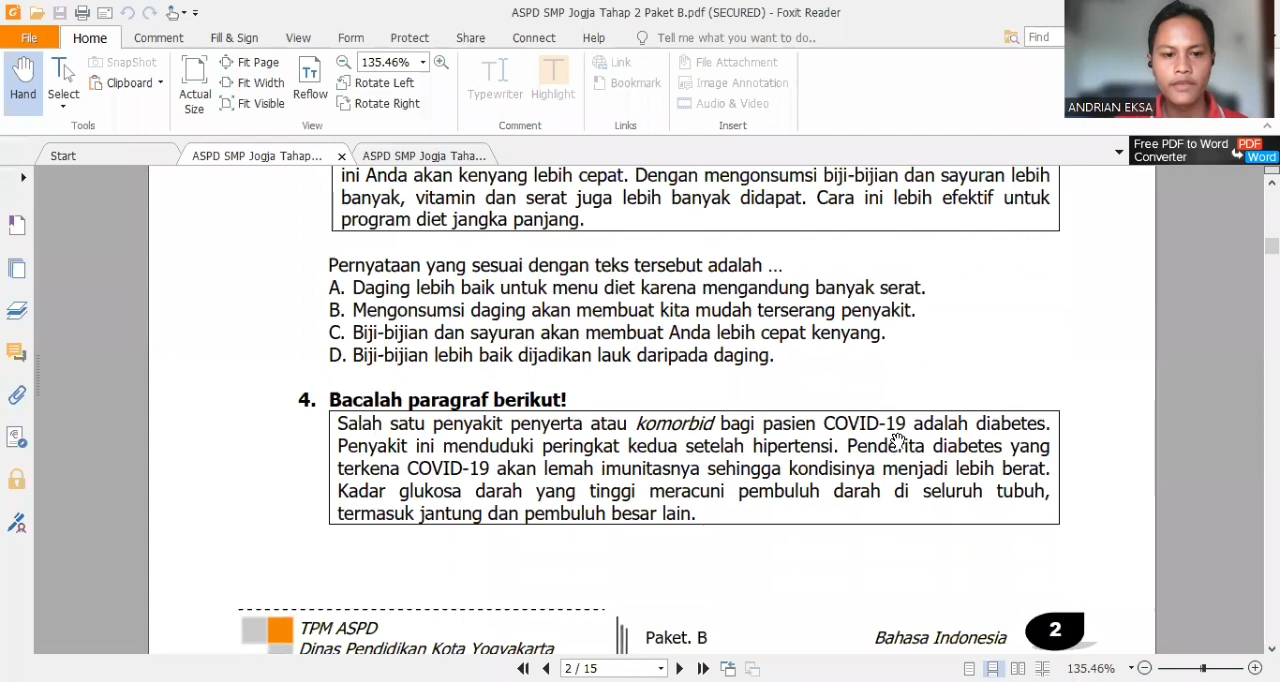 ASPD SMP Jogja Tahap 2 Paket B.pdf (SECURED) - Foxit Reader
File Home Comment Fill & Sign View Form Protect Share Connect Help Tell me what you want to do.. Find
Hand
Select
SnapShot
Clipboard
Tools
Actual Size
Fit Page
Fit Width
Fit Visible
Reflow
135.46%
Rotate Left
Rotate Right
View
Typewriter
Highlight
Comment
Link
Bookmark
Links
File Attachment
Image Annotation
Audio & Video
Insert
ANDRIAN EKSA
Start
ASPD SMP Jogja Tahap...
ASPD SMP Jogja Taha...
Free PDF to Word
Converter
PDF
Word
ini Anda akan kenyang lebih cepat. Dengan mengonsumsi biji-bijian dan sayuran lebih
banyak, vitamin dan serat juga lebih banyak didapat. Cara ini lebih efektif untuk
program diet jangka panjang.
Pernyataan yang sesuai dengan teks tersebut adalah ...
A. Daging lebih baik untuk menu diet karena mengandung banyak serat.
B. Mengonsumsi daging akan membuat kita mudah terserang penyakit.
C. Biji-bijian dan sayuran akan membuat Anda lebih cepat kenyang.
D. Biji-bijian lebih baik dijadikan lauk daripada daging.
4. Bacalah paragraf berikut!
Salah satu penyakit penyerta atau komorbid bagi pasien COVID-19 adalah diabetes.
Penyakit ini menduduki peringkat kedua setelah hipertensi. Penderita diabetes yang
terkena COVID-19 akan lemah imunitasnya sehingga kondisinya menjadi lebih berat.
Kadar glukosa darah yang tinggi meracuni pembuluh darah di seluruh tubuh,
termasuk jantung dan pembuluh besar lain.
TPM ASPD
Dinas Pendidikan Kota Yogyakarta
Paket. B
Bahasa Indonesia
2
2 / 15
135.46%